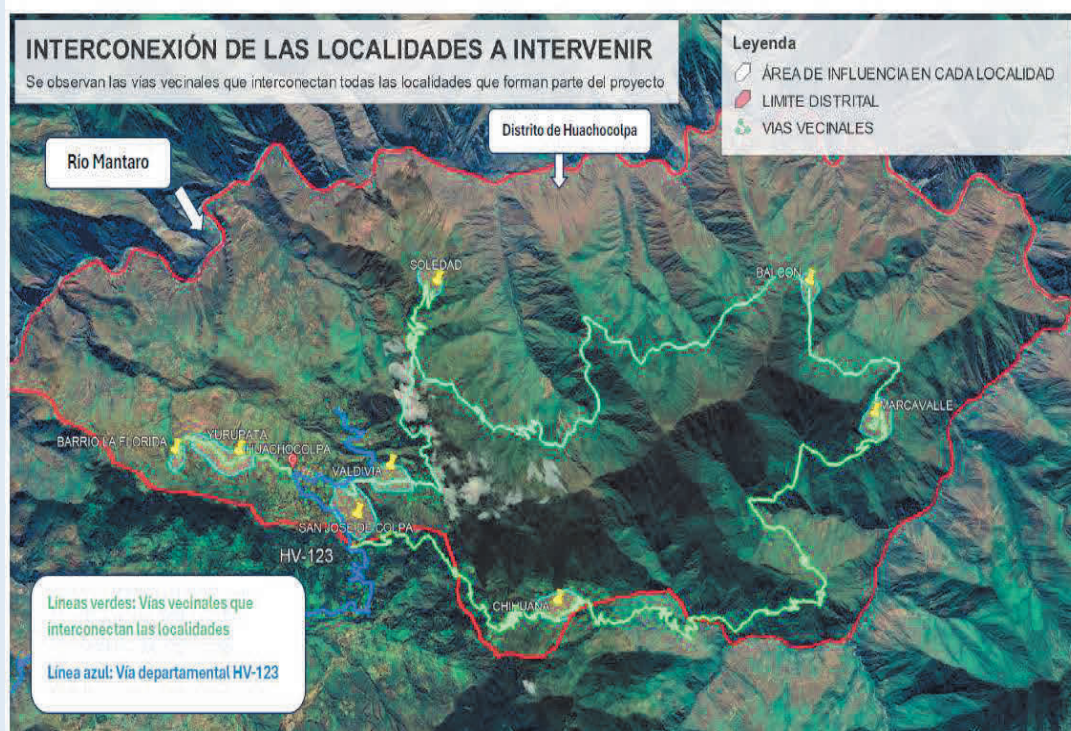 INTERCONEXIÓN DE LAS LOCALIDADES A INTERVENIR
Se observan las vías vecinales que interconectan todas las localidades que forman parte del proyecto
Leyenda
ÁREA DE INFLUENCIA EN CADA LOCALIDAD
LIMITE DISTRITAL
VIAS VECINALES
Distrito de Huachocolpa
Río Mantaro
SOLEDAD
BALCON
MARCAVALLE
BARRIO LA FLORIDA
YURUPATA
HUACHOCOLPA
VALDIVIA
SAN JOSE DE COLPA
HV-123
CHIHUANA
Líneas verdes: Vías vecinales que
interconectan las localidades
Línea azul: Vía departamental HV-123